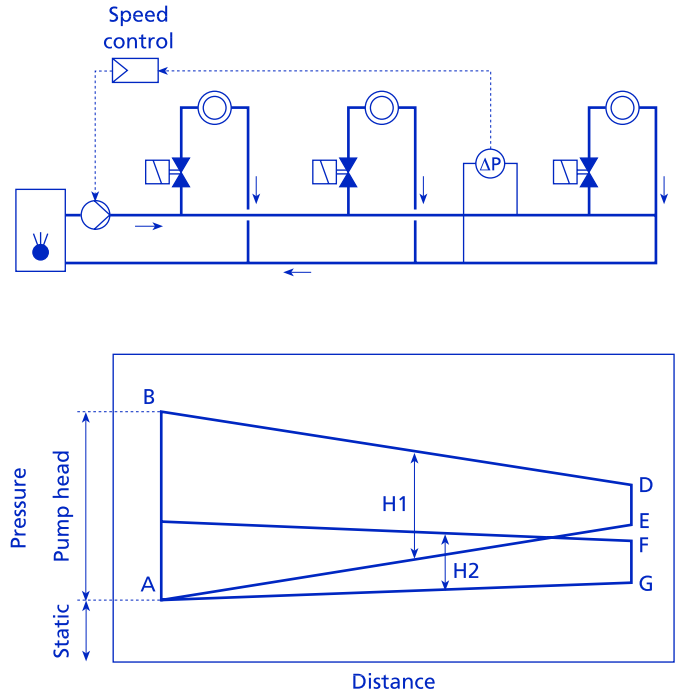 Speed
control
ΔP
B
D
H1
E
F
H2
A
G
Pressure
Pump head
Static
Distance